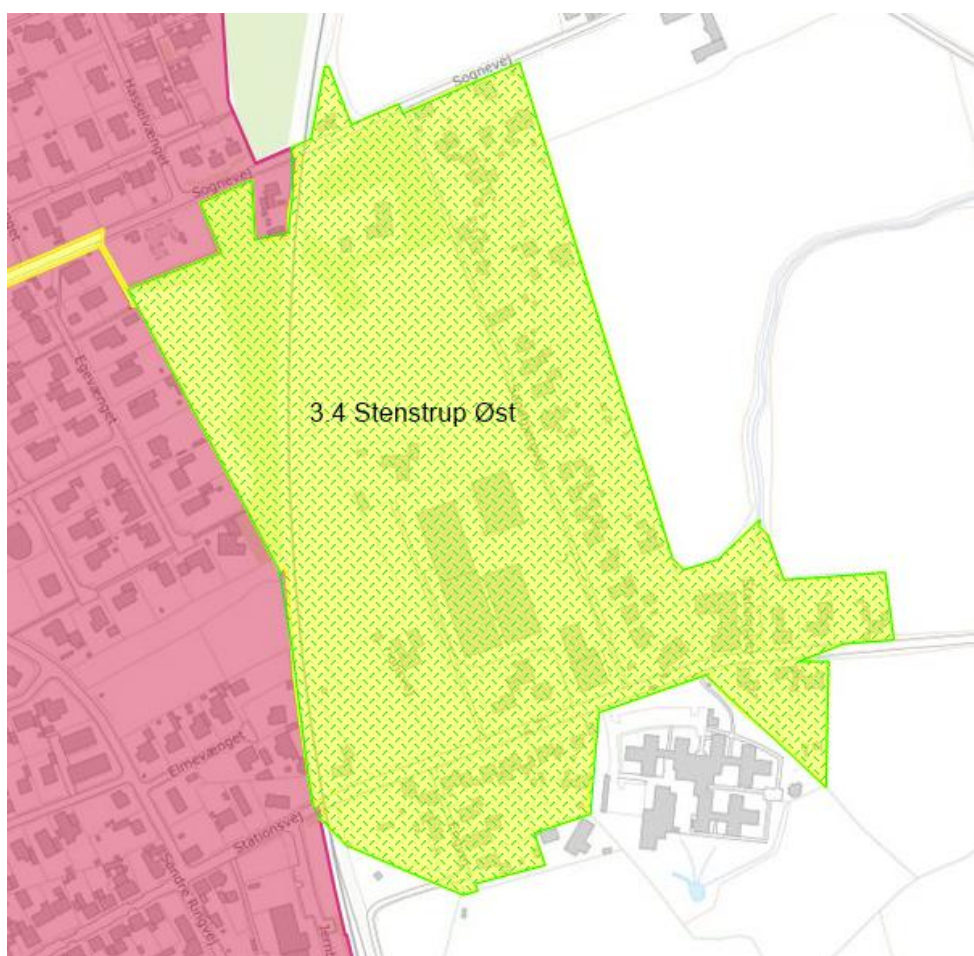 Sognevej
Hasselvænget
Sognevej
Egevænget
3.4 Stenstrup Øst
Elmevænget
Stationsvej
Søndre Ringvej